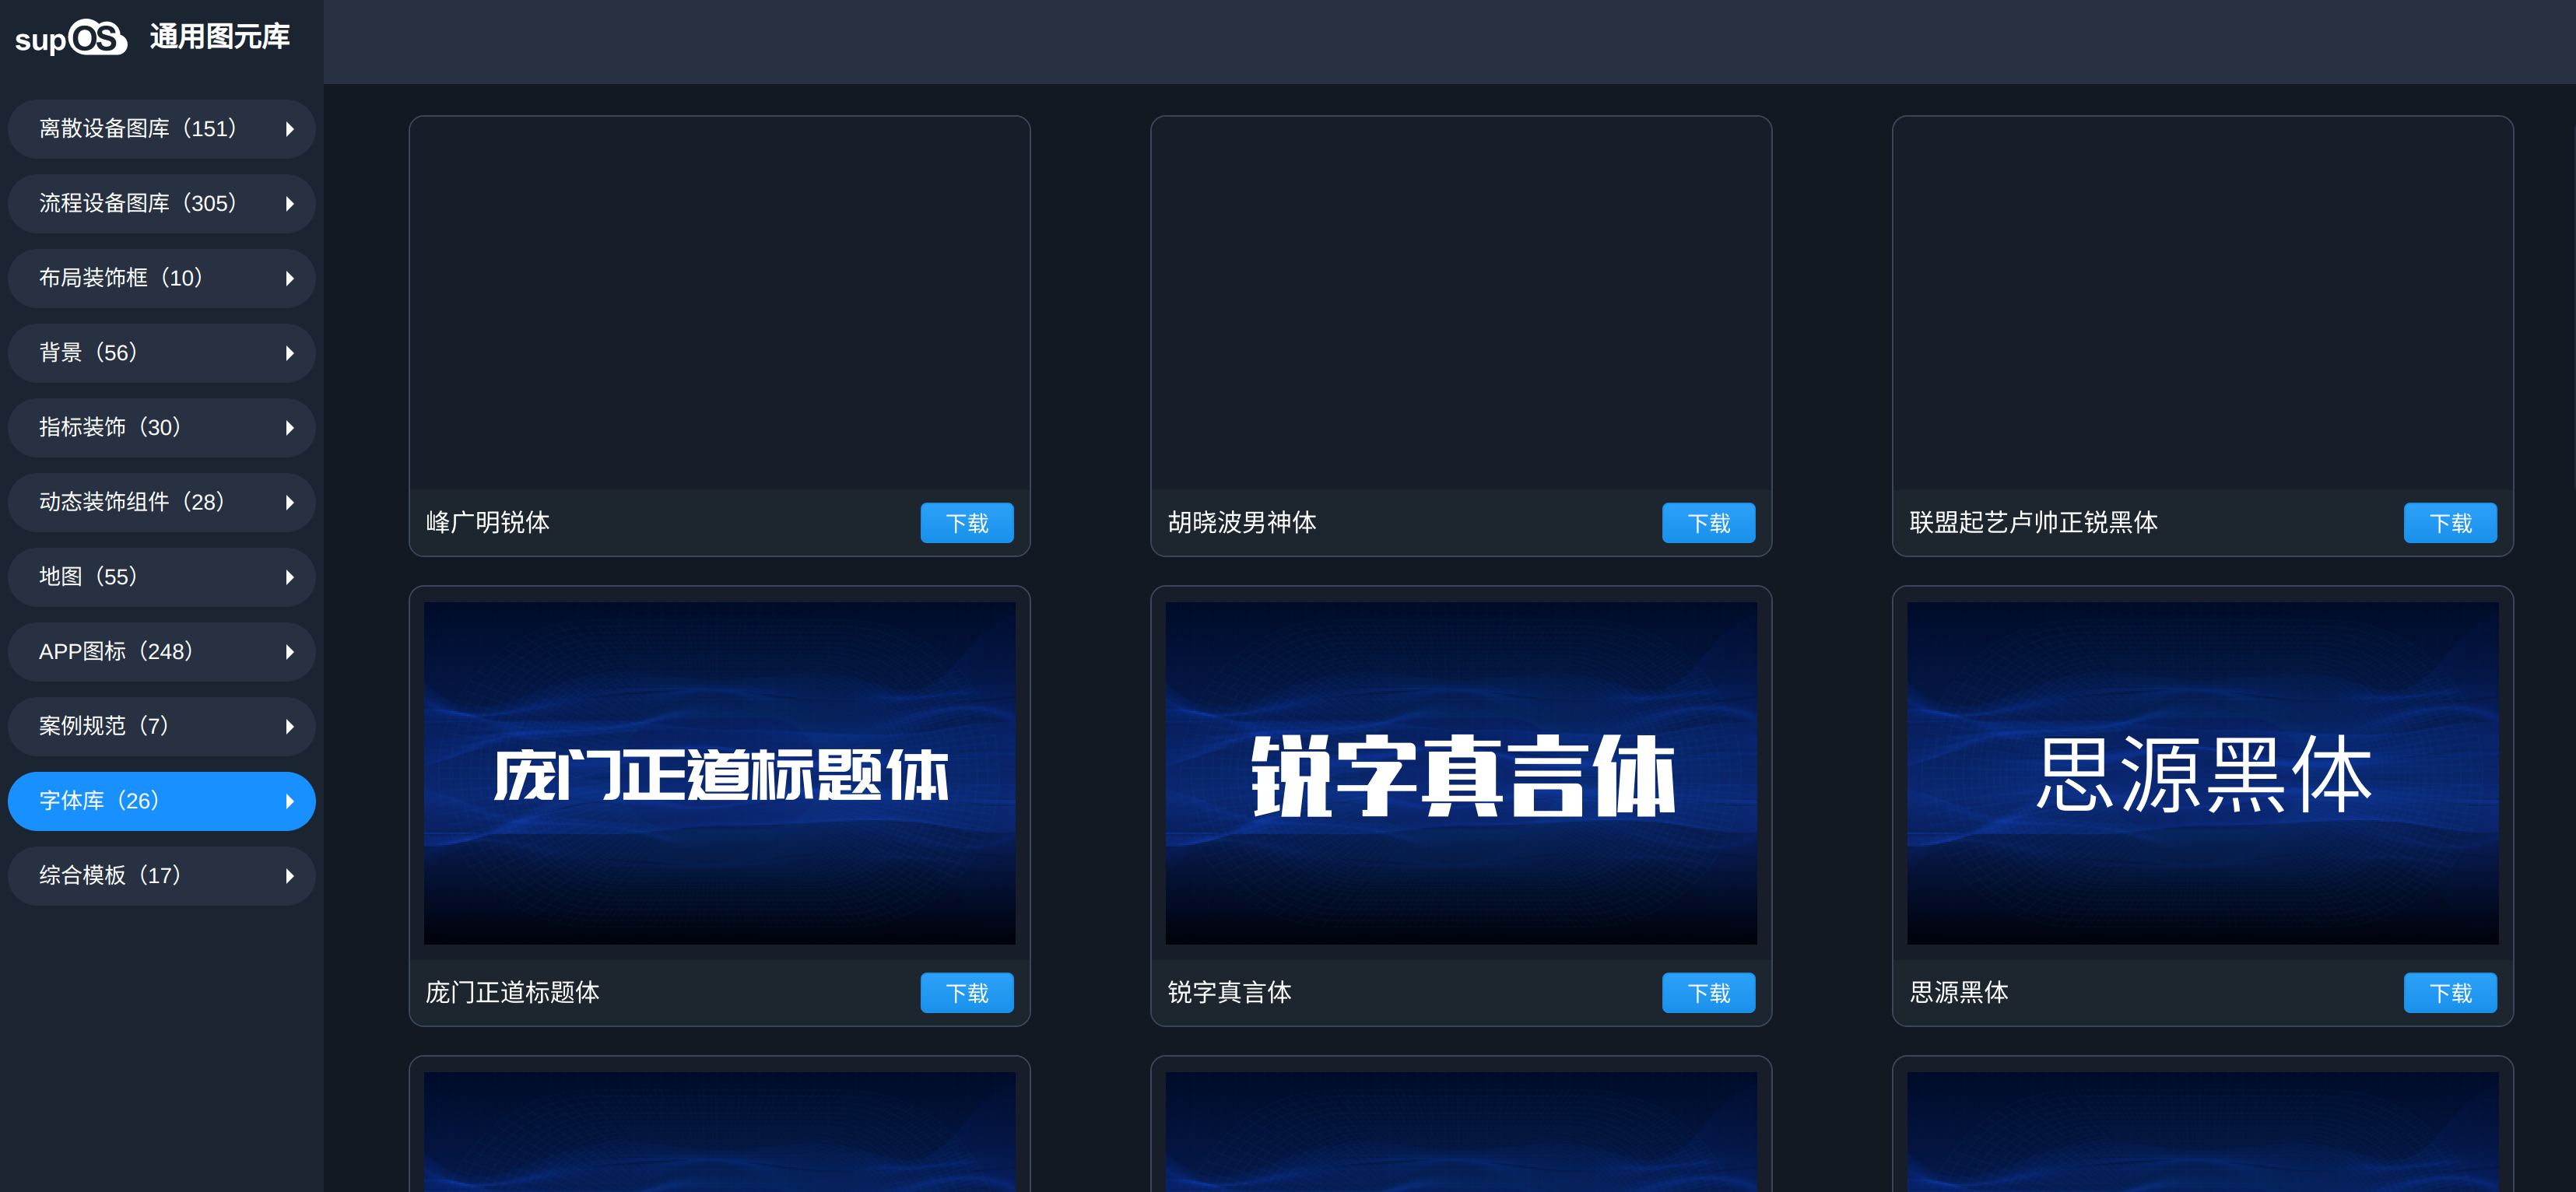 supOS 通用图元库
离散设备图库（151）
流程设备图库（305）
布局装饰框（10）
背景（56）
指标装饰（30）
动态装饰组件（28）
地图（55）
APP图标（248）
案例规范（7）
字体库（26）
综合模板（17）
峰广明锐体 下载
胡晓波男神体 下载
联盟起艺卢帅正锐黑体 下载
庞门正道标题体
锐字真言体
思源黑体
庞门正道标题体 下载
锐字真言体 下载
思源黑体 下载